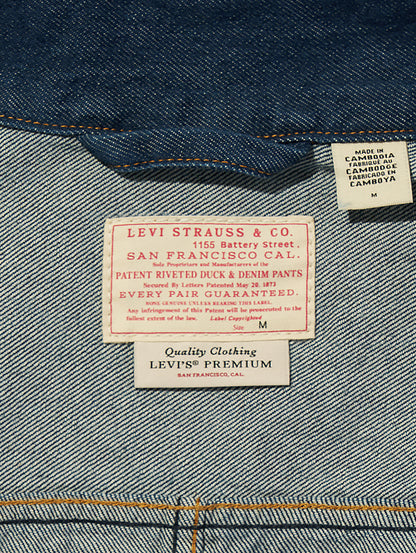 MADE IN
CAMBODIA
FABRIQUÉ AU
CAMBODGE
FABRICADO EN
CAMBOYA
M
LEVI STRAUSS & CO.
1155 Battery Street,
SAN FRANCISCO CAL.
Sole Proprietors and Manufacturers of the
PATENT RIVETED DUCK & DENIM PANTS
Secured By Letters Patented May 20, 1873
EVERY PAIR GUARANTEED.
NONE GENUINE UNLESS BEARING THIS LABEL.
Any infringement of this Patent will be prosecuted to the
fullest extent of the law. Label Copyrighted
Size M
Quality Clothing
LEVI'S® PREMIUM
SAN FRANCISCO, CAL.